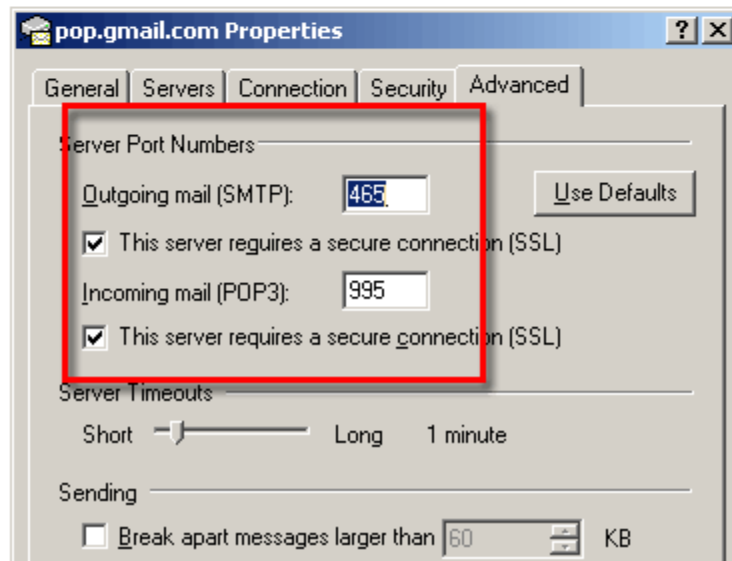 pop.gmail.com Properties
General Servers Connection Security Advanced
Server Port Numbers
Outgoing mail (SMTP): 465 Use Defaults
This server requires a secure connection (SSL)
Incoming mail (POP3): 995
This server requires a secure connection (SSL)
Server Timeouts
Short Long 1 minute
Sending
Break apart messages larger than 60 KB